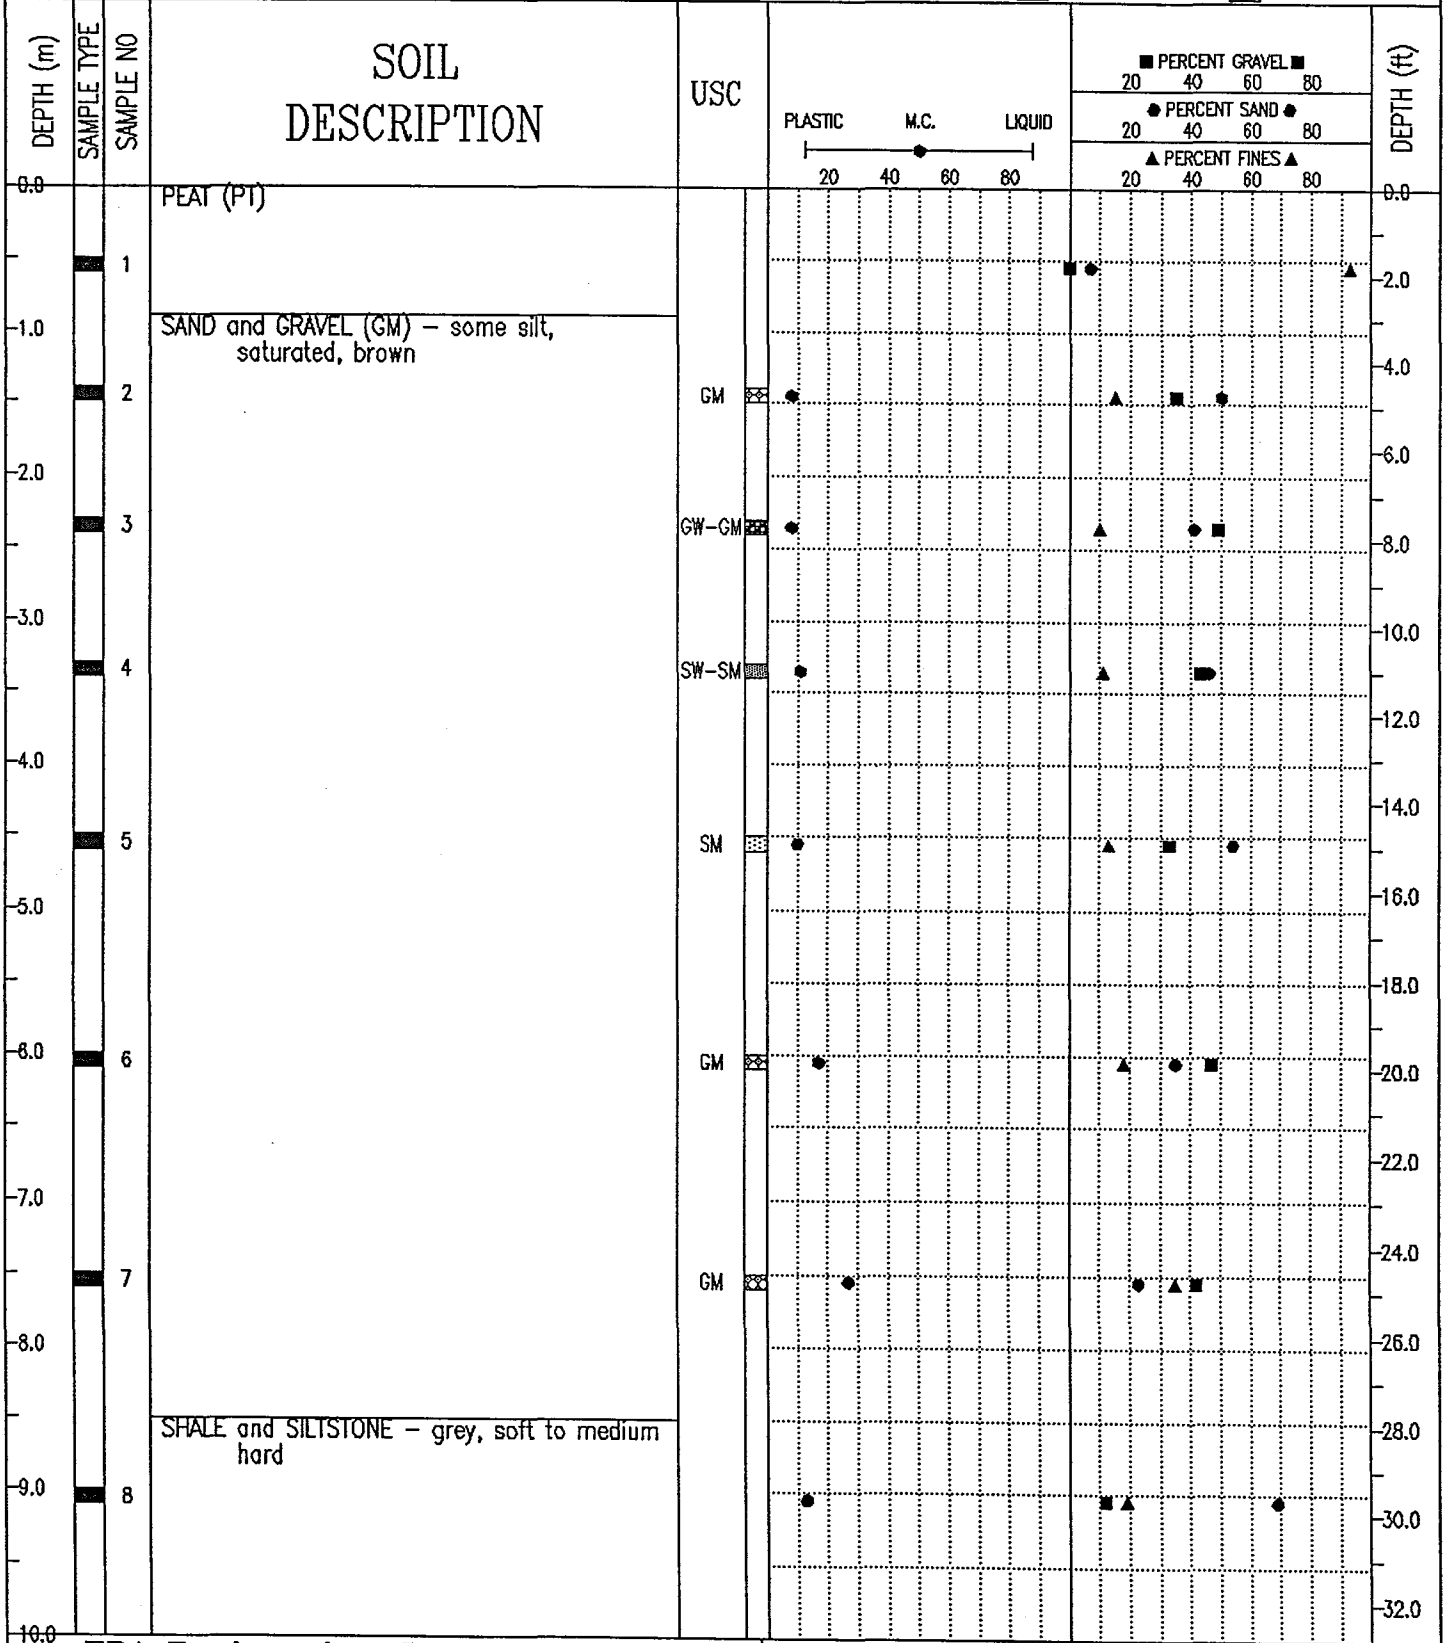 DEPTH (m)
SAMPLE TYPE
SAMPLE NO
SOIL
DESCRIPTION
USC
PLASTIC M.C. LIQUID
20 40 60 80
■ PERCENT GRAVEL ■
20 40 60 80
● PERCENT SAND ●
20 40 60 80
▲ PERCENT FINES ▲
20 40 60 80
DEPTH (ft)
0.0
PEAT (PT)
0.0
1
2.0
1.0
SAND and GRAVEL (GM) – some silt,
saturated, brown
4.0
2
GM
6.0
2.0
3
GW-GM
8.0
3.0
10.0
4
SW-SM
12.0
4.0
14.0
5
SM
16.0
5.0
18.0
6.0
6
GM
20.0
22.0
7.0
24.0
7
GM
8.0
26.0
SHALE and SILTSTONE – grey, soft to medium
hard
28.0
9.0
8
30.0
32.0
10.0